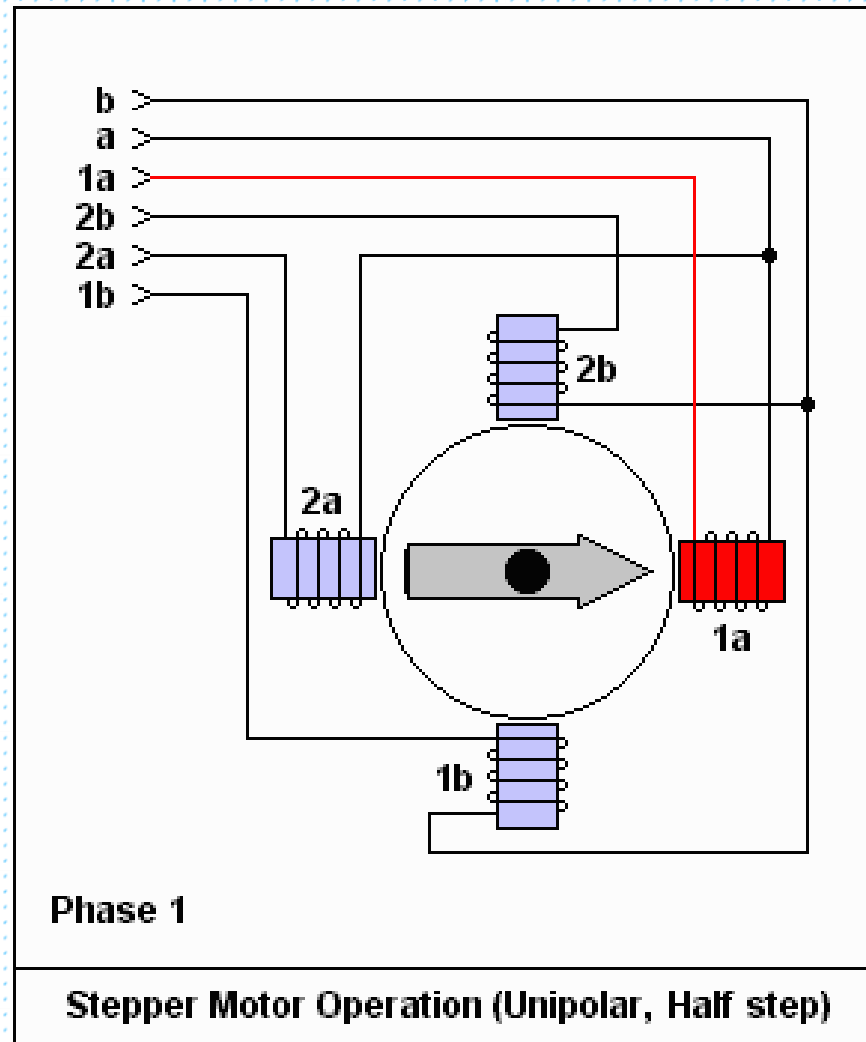 b
a
1a
2b
2a
1b
2b
2a
1a
1b
Phase 1
Stepper Motor Operation (Unipolar, Half step)